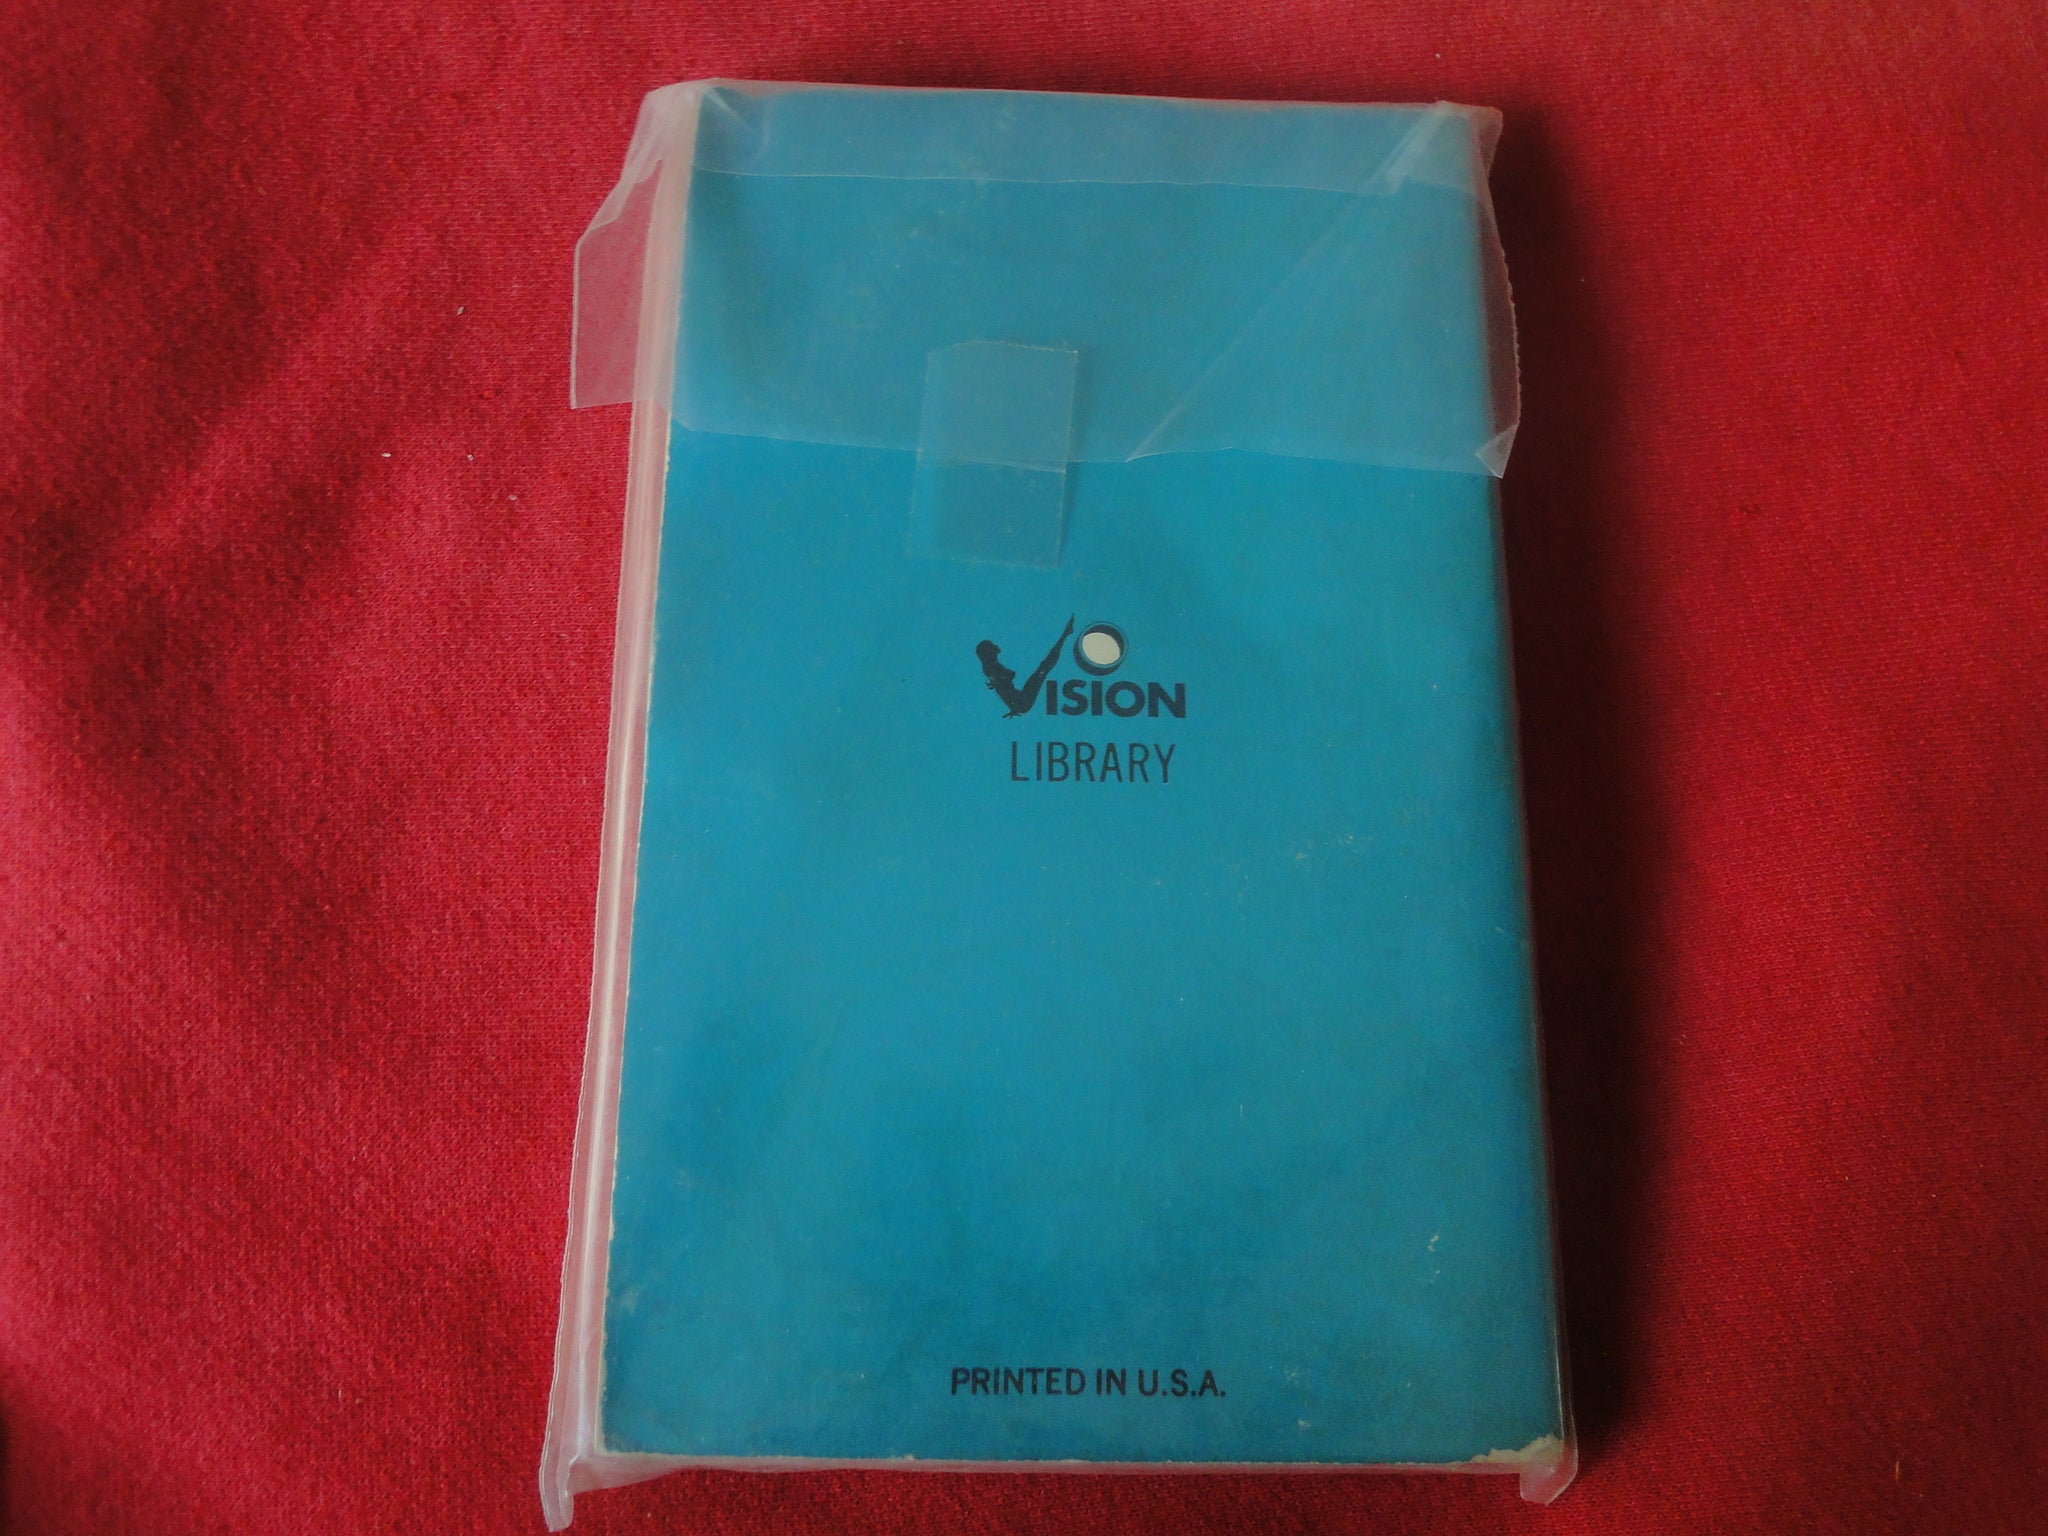 VISION
LIBRARY
PRINTED IN U.S.A.